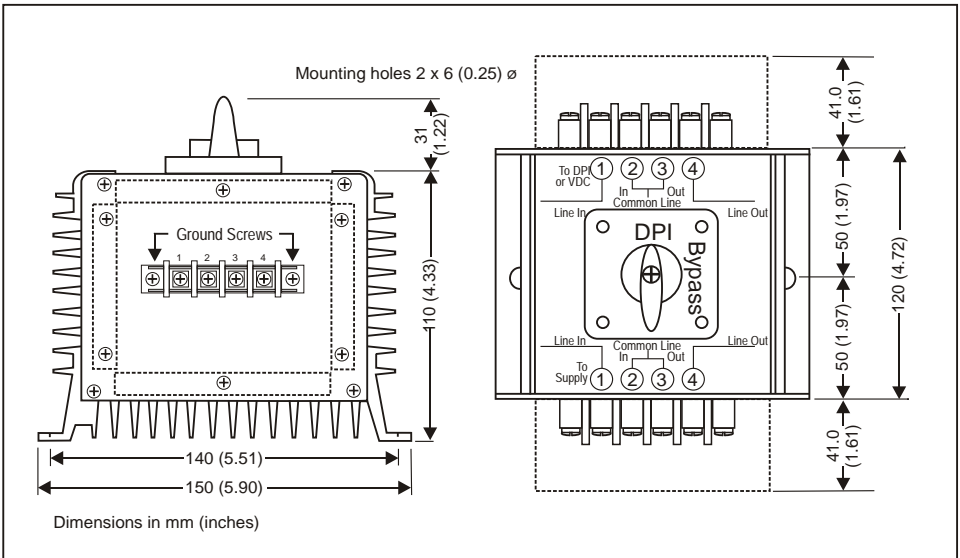 Mounting holes 2 x 6 (0.25) ø
31
(1.22)
Ground Screws
1 2 3 4
110 (4.33)
140 (5.51)
150 (5.90)
Dimensions in mm (inches)
41.0
(1.61)
To DPI
or VDC
1 2 3 4
In Out
Common Line
Line In
Line Out
DPI
Bypass
50 (1.97)
120 (4.72)
50 (1.97)
Line In
Common Line
Line Out
In Out
To
Supply
1 2 3 4
41.0
(1.61)